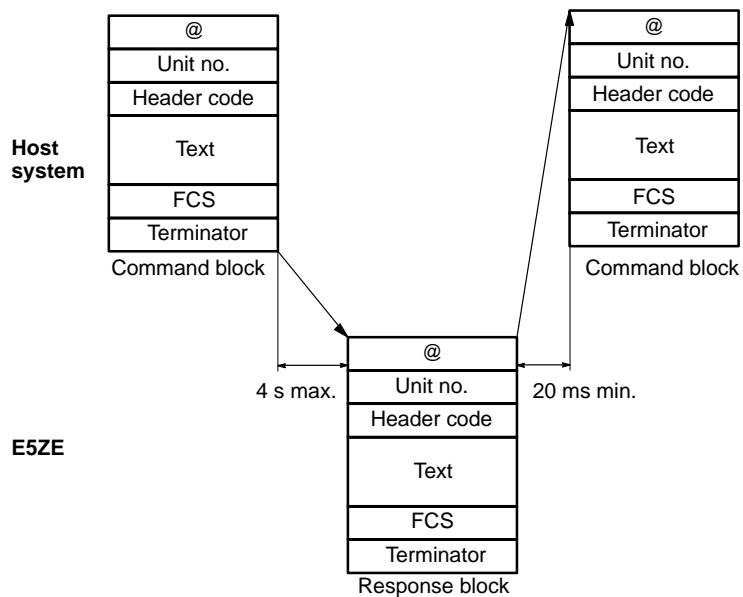 @
Unit no.
Header code
Text
FCS
Terminator
Command block
Host
system
@
Unit no.
Header code
Text
FCS
Terminator
Command block
4 s max.
20 ms min.
E5ZE
@
Unit no.
Header code
Text
FCS
Terminator
Response block